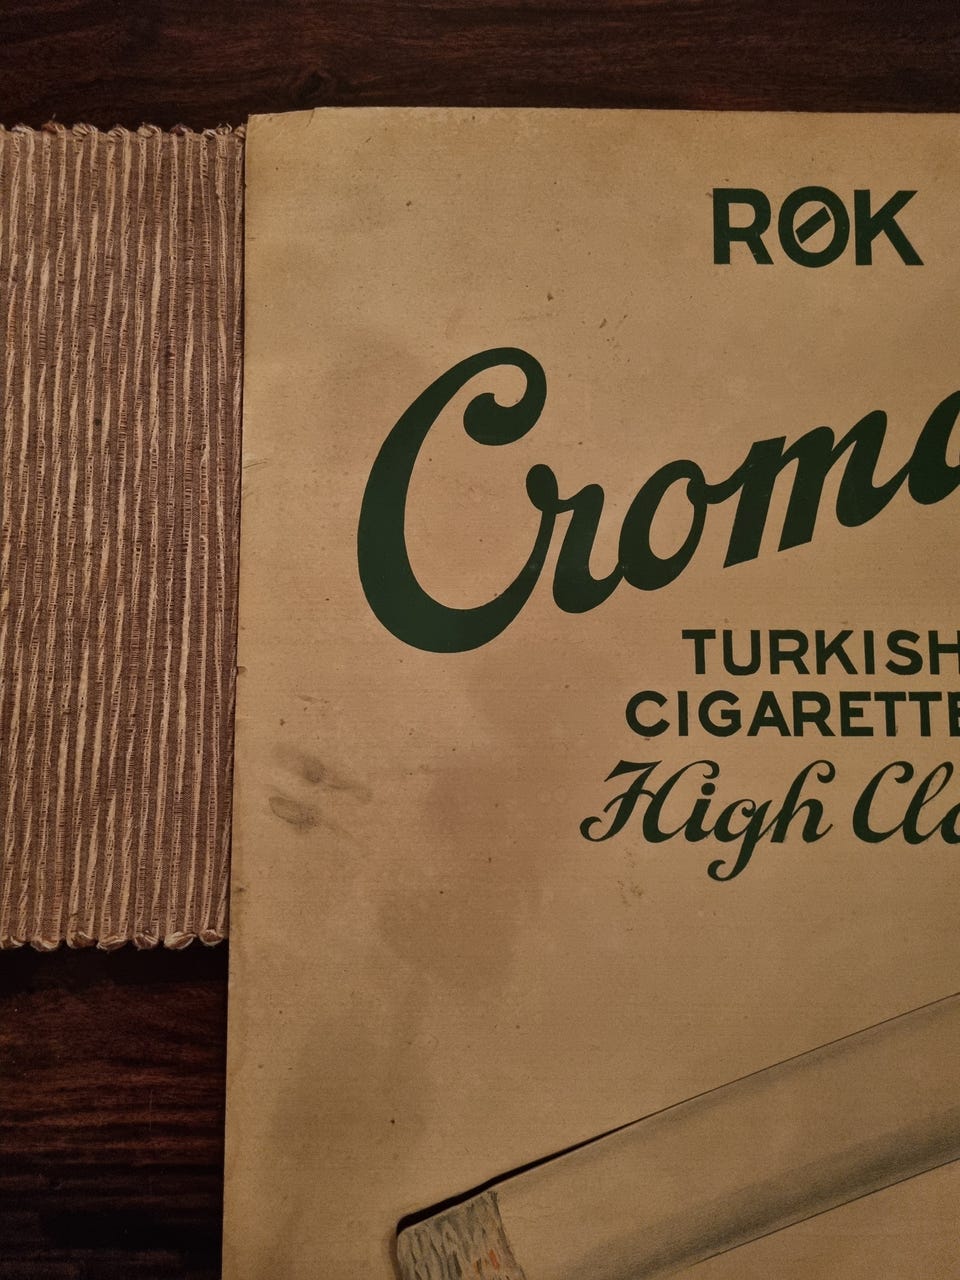 RØK
Croma
TURKISH
CIGARETTE
High Cla